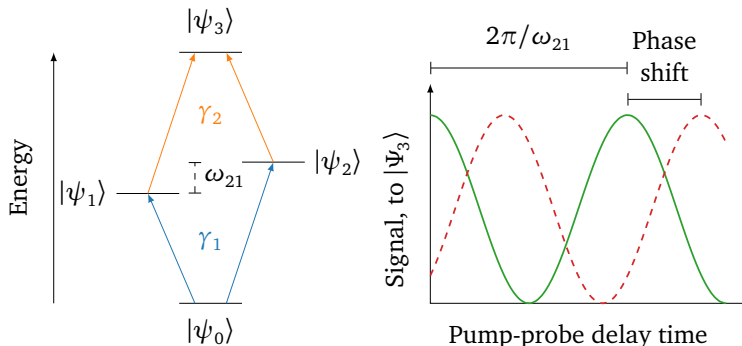 |ψ₃⟩
Energy
γ₂
|ψ₂⟩
ω₂₁
|ψ₁⟩
γ₁
|ψ₀⟩
2π/ω₂₁
Phase
shift
Signal, to |Ψ₃⟩
Pump-probe delay time